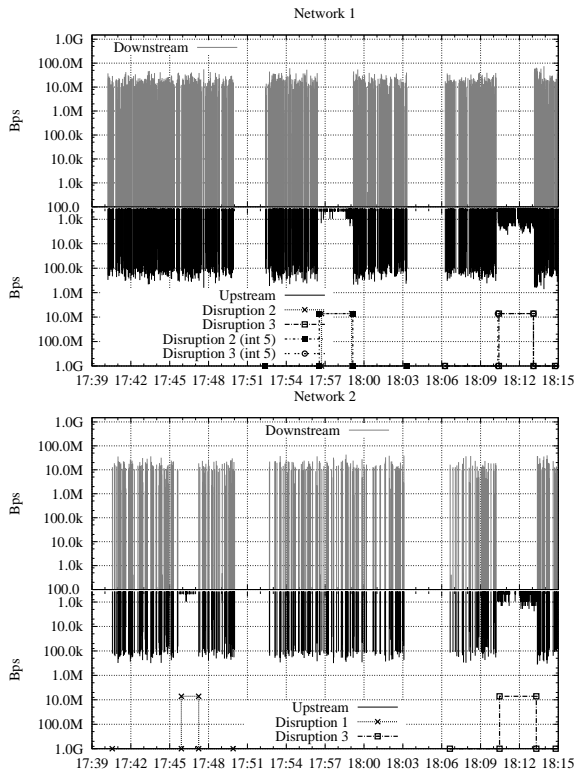 Network 1
1.0G
Downstream
100.0M
10.0M
1.0M
100.0k
10.0k
1.0k
100.0
Bps
1.0k
10.0k
100.0k
1.0M
10.0M
100.0M
1.0G
Bps
Upstream
Disruption 2
Disruption 3
Disruption 2 (int 5)
Disruption 3 (int 5)
17:39 17:42 17:45 17:48 17:51 17:54 17:57 18:00 18:03 18:06 18:09 18:12 18:15
Network 2
1.0G
Downstream
100.0M
10.0M
1.0M
100.0k
10.0k
1.0k
100.0
Bps
1.0k
10.0k
100.0k
1.0M
10.0M
100.0M
1.0G
Bps
Upstream
Disruption 1
Disruption 3
17:39 17:42 17:45 17:48 17:51 17:54 17:57 18:00 18:03 18:06 18:09 18:12 18:15